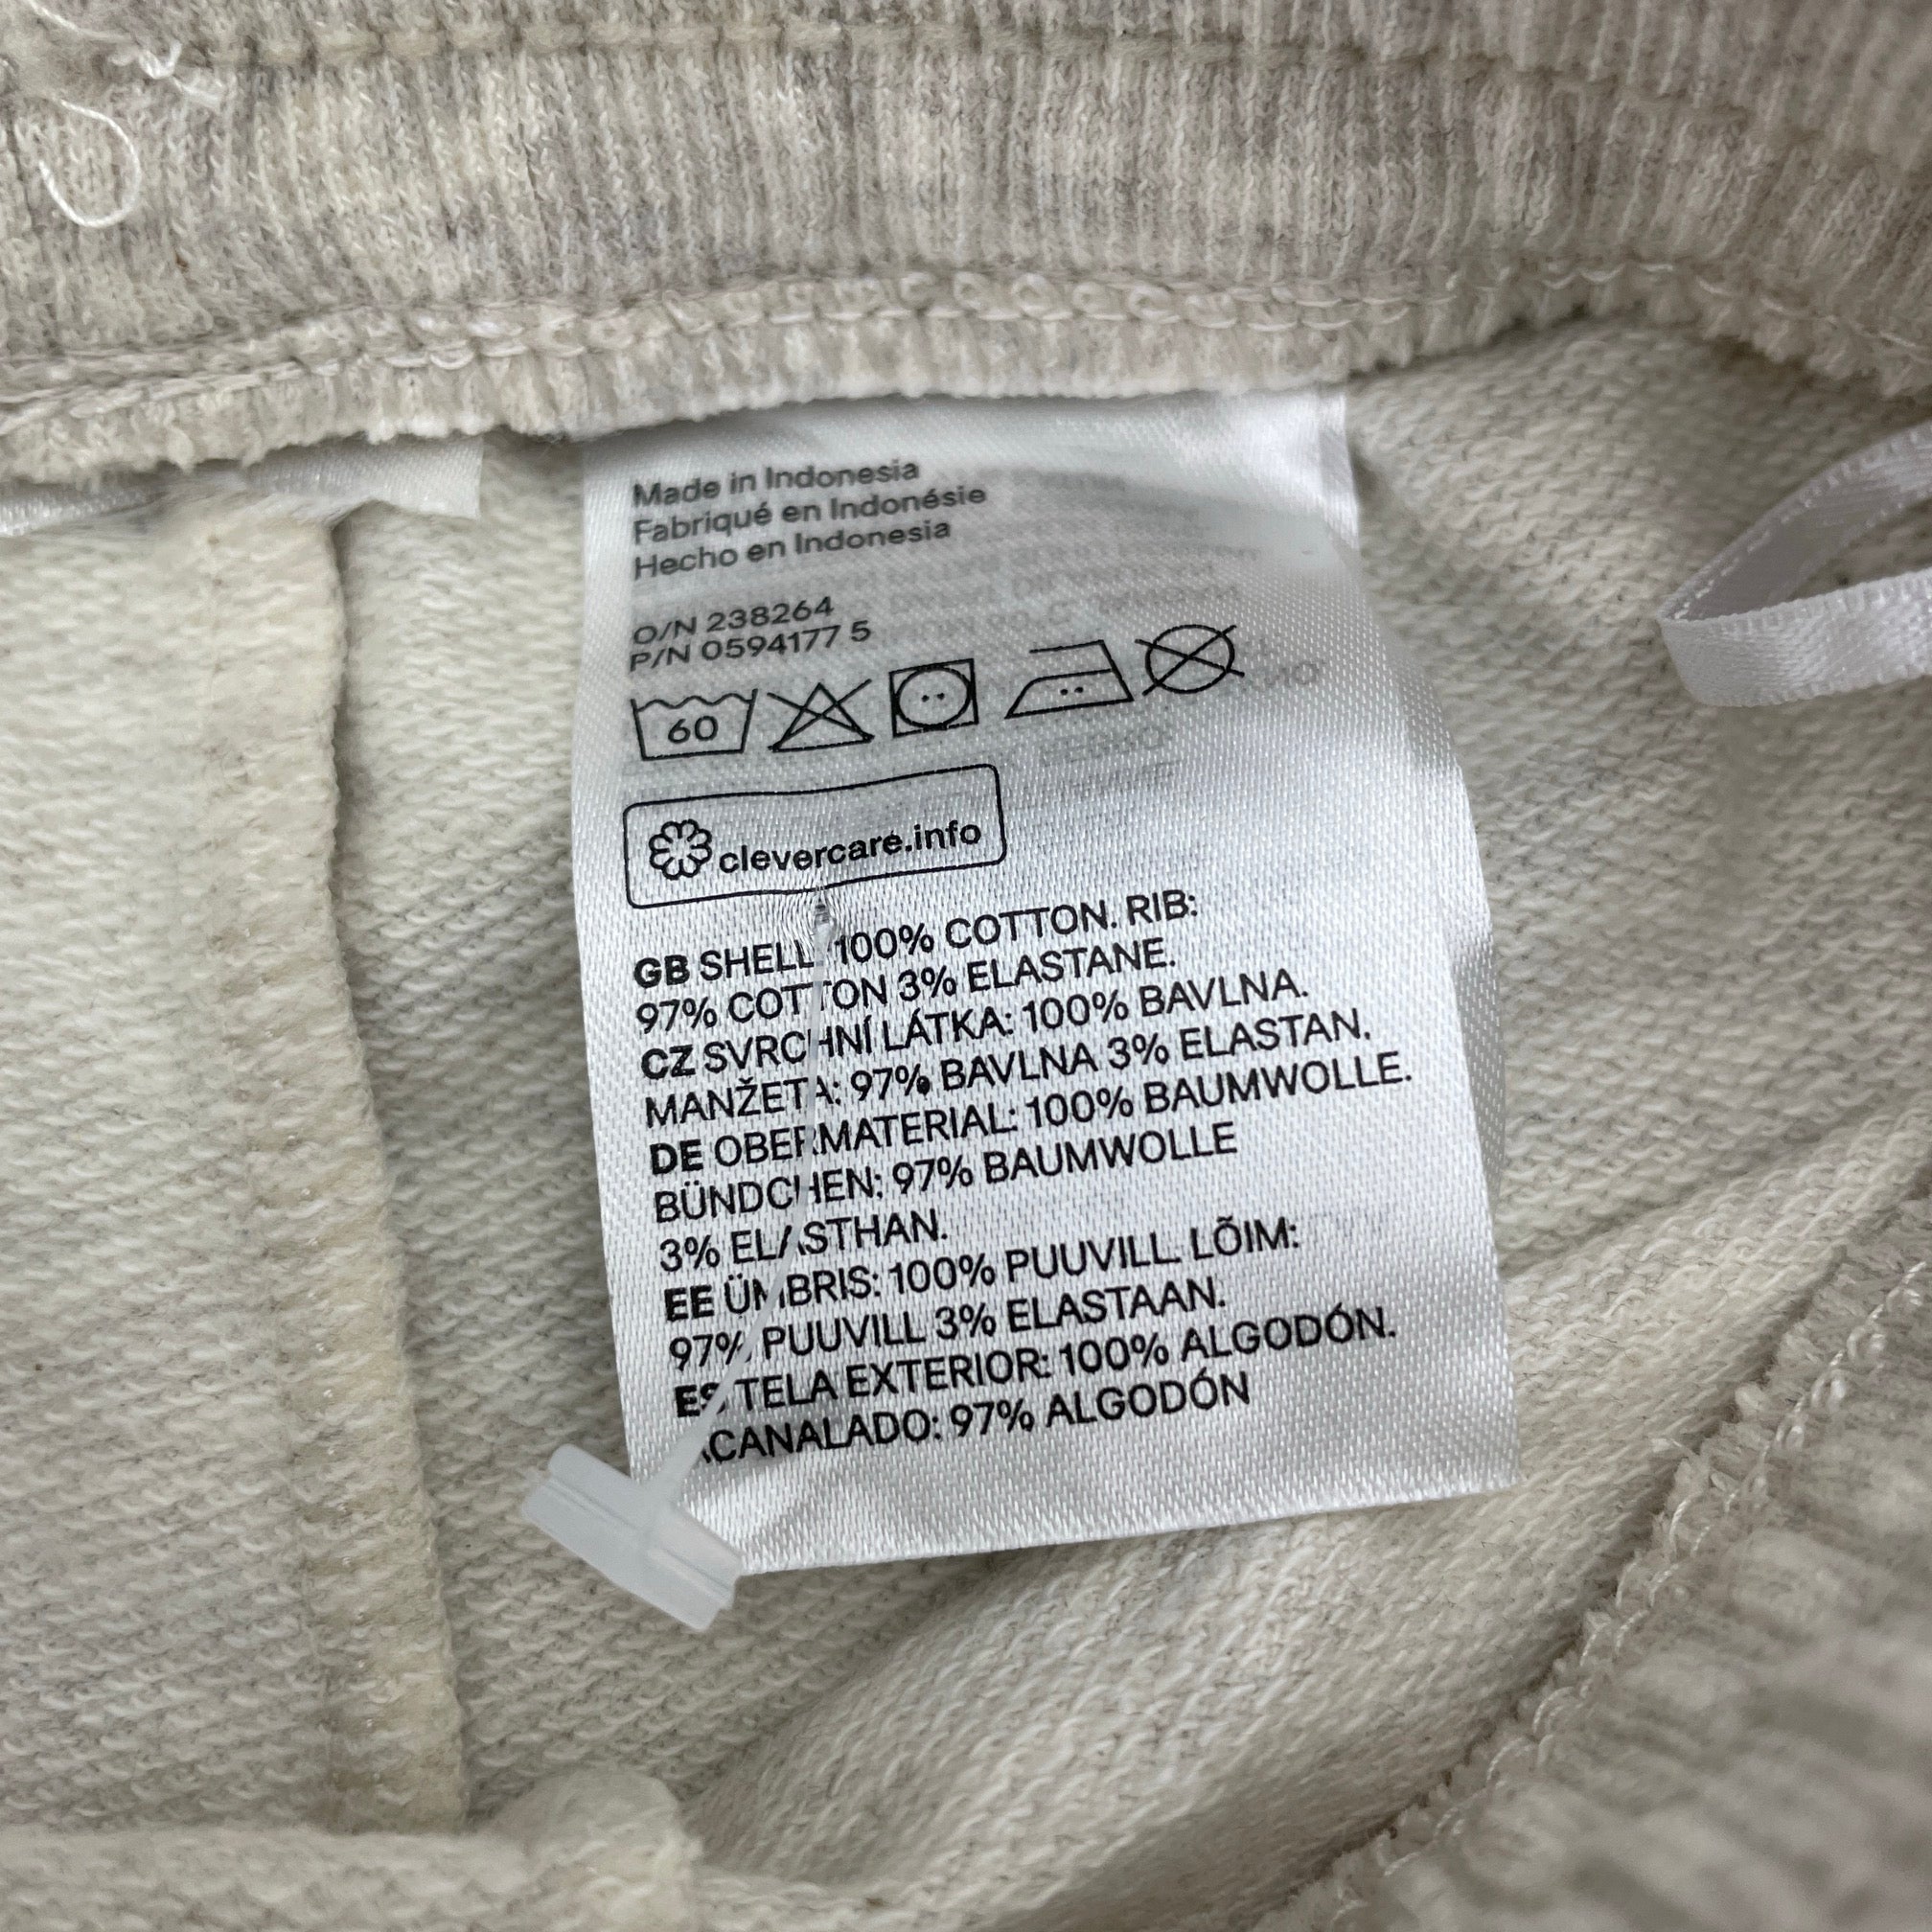 Made in Indonesia
Fabriqué en Indonésie
Hecho en Indonesia
O/N 238264
P/N 0594177 5
60
clevercare.info
GB SHELL 100% COTTON. RIB:
97% COTTON 3% ELASTANE.
CZ SVRCHNÍ LÁTKA: 100% BAVLNA.
MANŽETA: 97% BAVLNA 3% ELASTAN.
DE OBERMATERIAL: 100% BAUMWOLLE.
BÜNDCHEN: 97% BAUMWOLLE
3% ELASTHAN.
EE ÜMBRIS: 100% PUUVILL. LÕIM:
97% PUUVILL 3% ELASTAAN.
ES TELA EXTERIOR: 100% ALGODÓN.
ACANALADO: 97% ALGODÓN